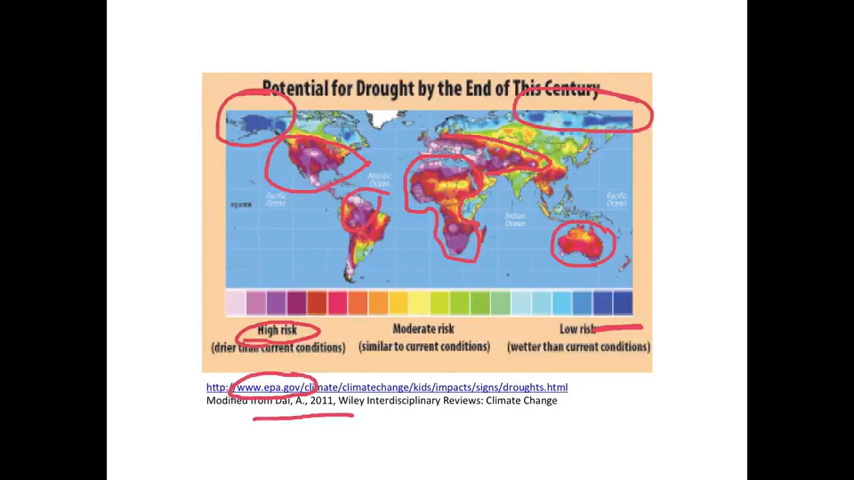 Potential for Drought by the End of This Century
Atlantic
Ocean
Pacific
Ocean
equator
Indian
Ocean
Pacific
Ocean
High risk
(drier than current conditions)
Moderate risk
(similar to current conditions)
Low risk
(wetter than current conditions)
http://www.epa.gov/climate/climatechange/kids/impacts/signs/droughts.html
Modified from Dai, A., 2011, Wiley Interdisciplinary Reviews: Climate Change